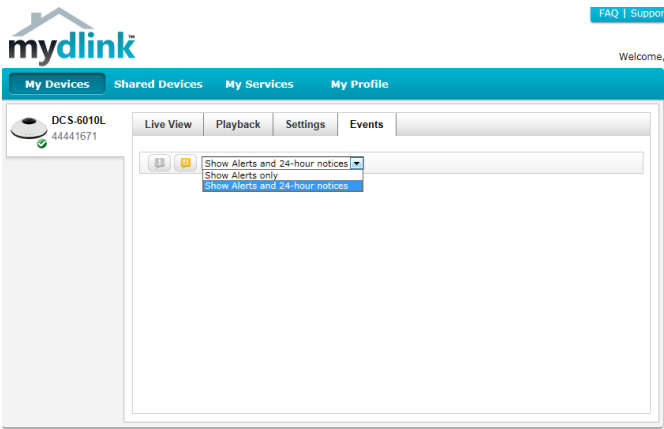 FAQ | Suppor
mydlink™
Welcome,
My Devices Shared Devices My Services My Profile
DCS-6010L
44441671
Live View Playback Settings Events
Show Alerts and 24-hour notices
Show Alerts only
Show Alerts and 24-hour notices